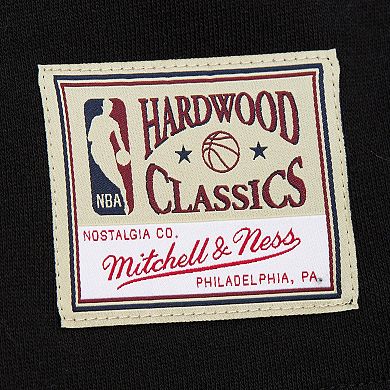 HARDWOOD
CLASSICS
NBA
NOSTALGIA CO.
Mitchell & Ness
PHILADELPHIA, PA.